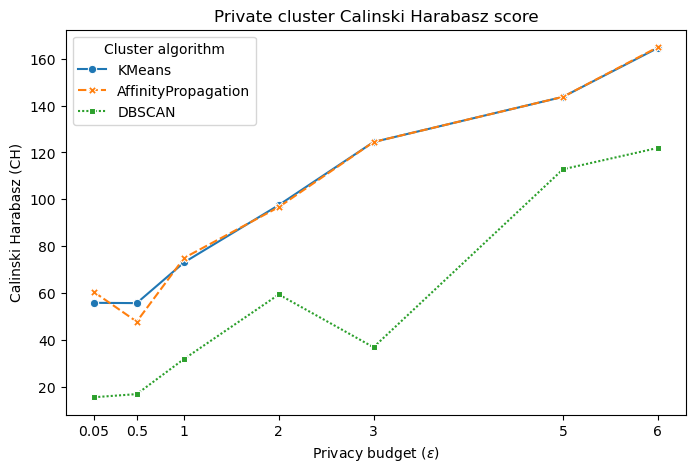 Private cluster Calinski Harabasz score
Cluster algorithm
KMeans
AffinityPropagation
DBSCAN
Calinski Harabasz (CH)
160
140
120
100
80
60
40
20
0.05 0.5 1 2 3 5 6
Privacy budget (ε)